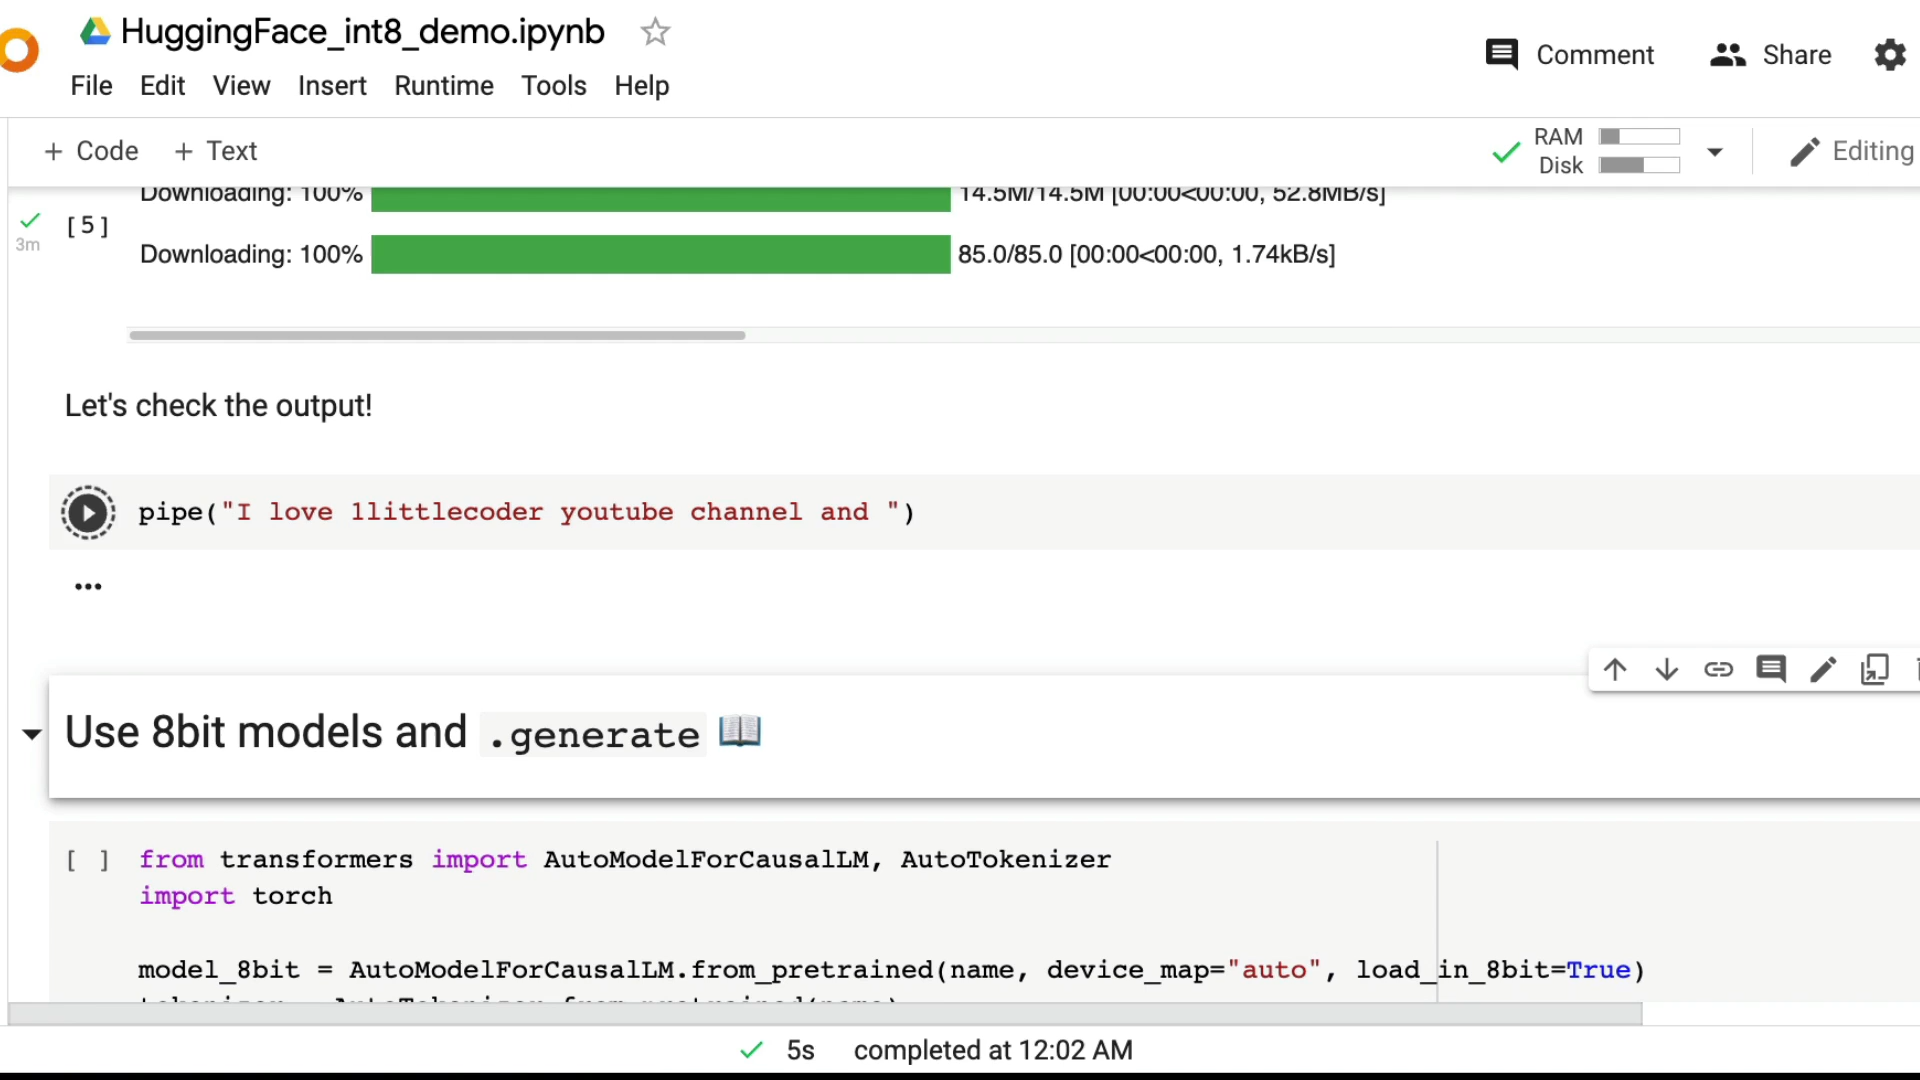 HuggingFace_int8_demo.ipynb
File Edit View Insert Runtime Tools Help
Comment Share
+ Code + Text
RAM
Disk
Editing
Downloading: 100% 14.5M/14.5M [00:00<00:00, 52.8MB/s]
3m
[5]
Downloading: 100% 85.0/85.0 [00:00<00:00, 1.74kB/s]
Let's check the output!
pipe("I love 1littlecoder youtube channel and ")
...
Use 8bit models and .generate 📖
[ ] from transformers import AutoModelForCausalLM, AutoTokenizer
import torch
model_8bit = AutoModelForCausalLM.from_pretrained(name, device_map="auto", load_in_8bit=True)
tokenizer = AutoTokenizer.from_pretrained(name)
5s completed at 12:02 AM